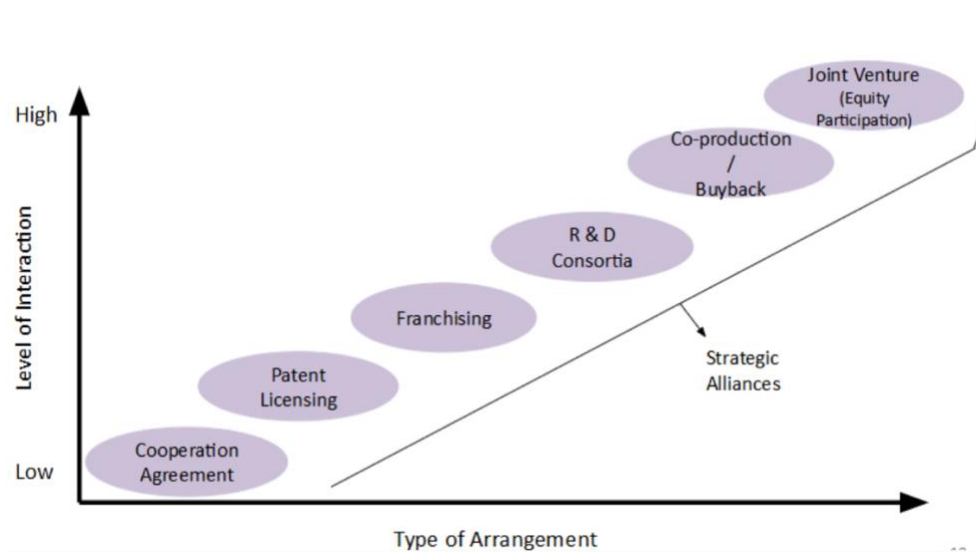 Joint Venture
(Equity
Participation)
High
Co-production
/
Buyback
R & D
Consortia
Level of Interaction
Franchising
Strategic
Alliances
Patent
Licensing
Cooperation
Agreement
Low
Type of Arrangement